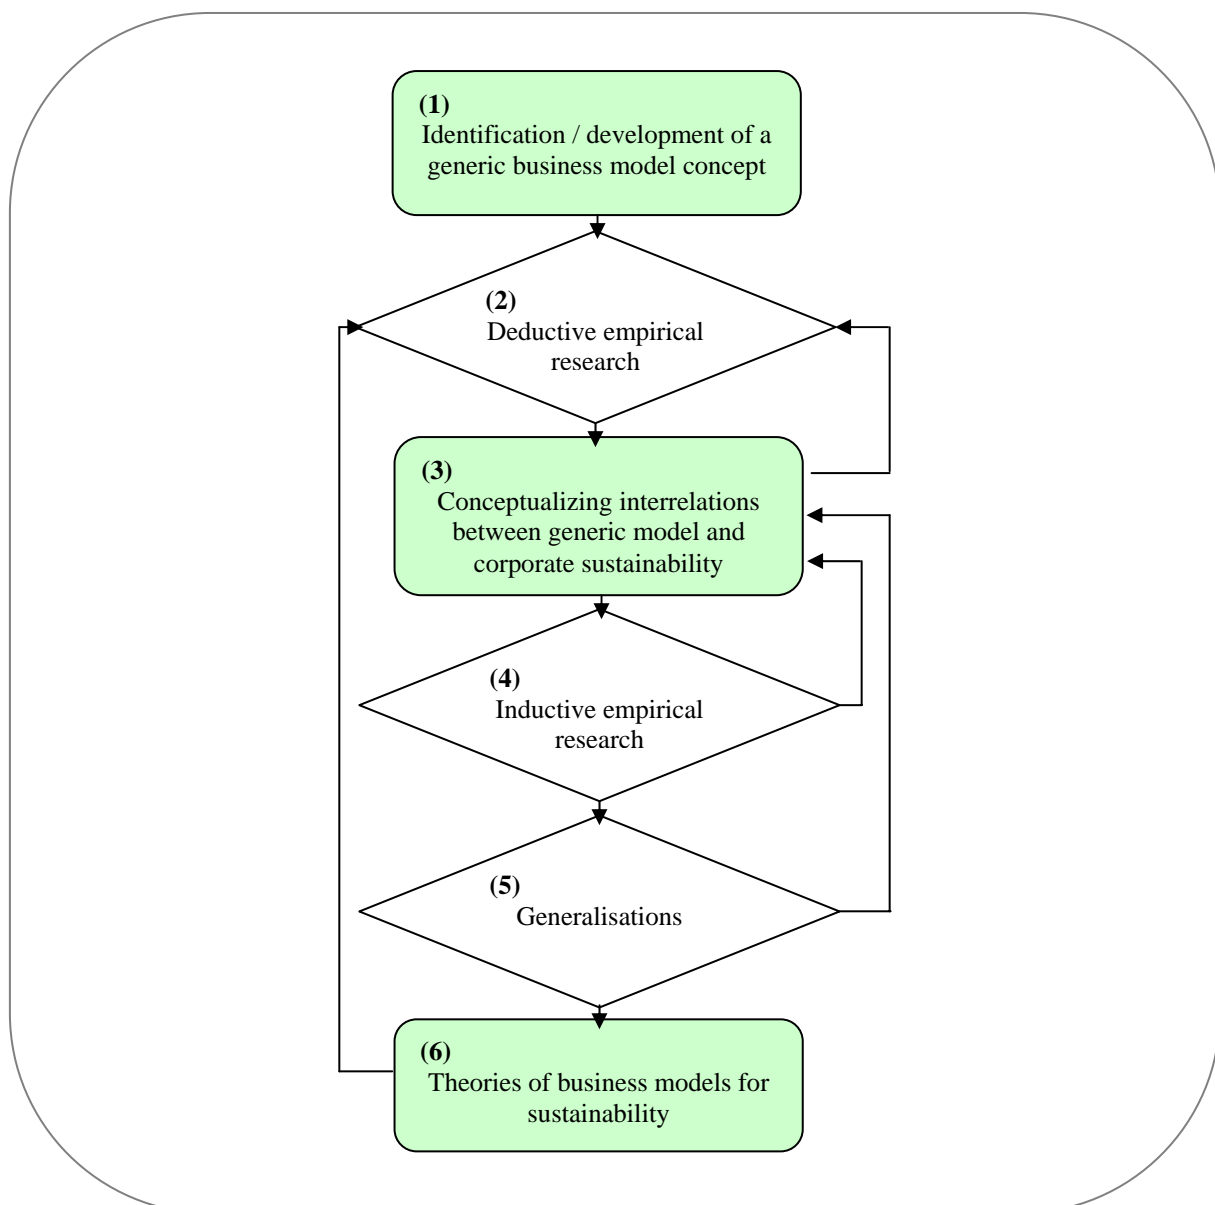 (1)
Identification / development of a
generic business model concept
(2)
Deductive empirical
research
(3)
Conceptualizing interrelations
between generic model and
corporate sustainability
(4)
Inductive empirical
research
(5)
Generalisations
(6)
Theories of business models for
sustainability